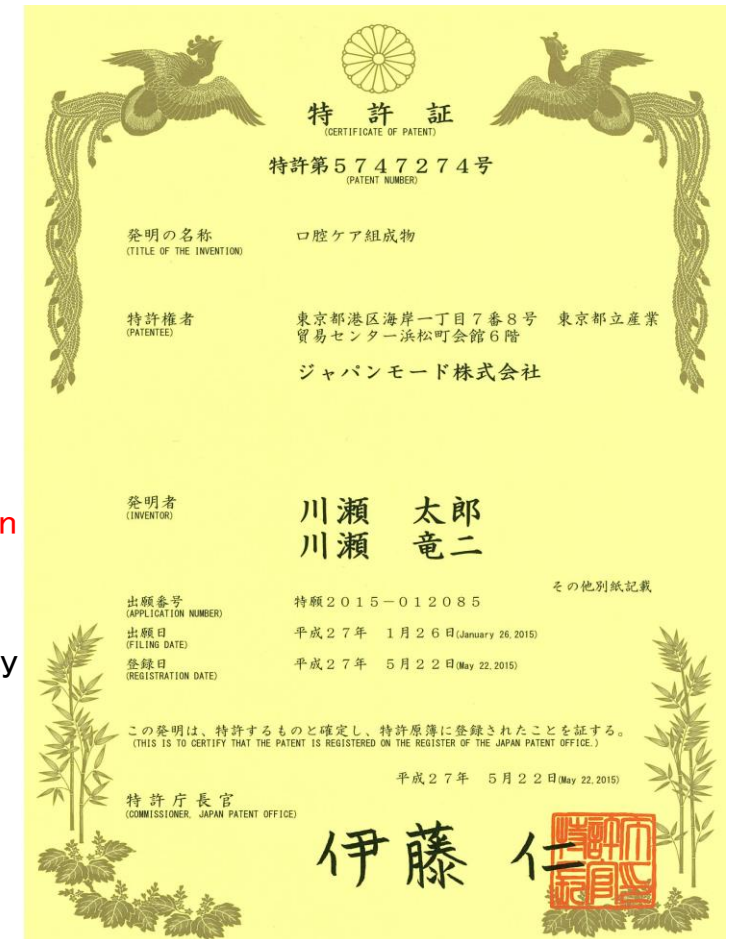 特許証
(CERTIFICATE OF PATENT)
特許第5747274号
(PATENT NUMBER)
発明の名称 口腔ケア組成物
(TITLE OF THE INVENTION)
特許権者 東京都港区海岸一丁目7番8号 東京都立産業
(PATENTEE) 貿易センター浜松町会館6階
ジャパンモード株式会社
発明者 川瀬 太郎
(INVENTOR) 川瀬 竜二
n
その他別紙記載
出願番号 特願2015-012085
(APPLICATION NUMBER)
出願日 平成27年 1月26日(January 26, 2015)
(FILING DATE)
y
登録日 平成27年 5月22日(May 22, 2015)
(REGISTRATION DATE)
この発明は、特許するものと確定し、特許原簿に登録されたことを証する。
(THIS IS TO CERTIFY THAT THE PATENT IS REGISTERED ON THE REGISTER OF THE JAPAN PATENT OFFICE.)
平成27年 5月22日(May 22, 2015)
特許庁長官
(COMMISSIONER, JAPAN PATENT OFFICE)
伊藤 仁